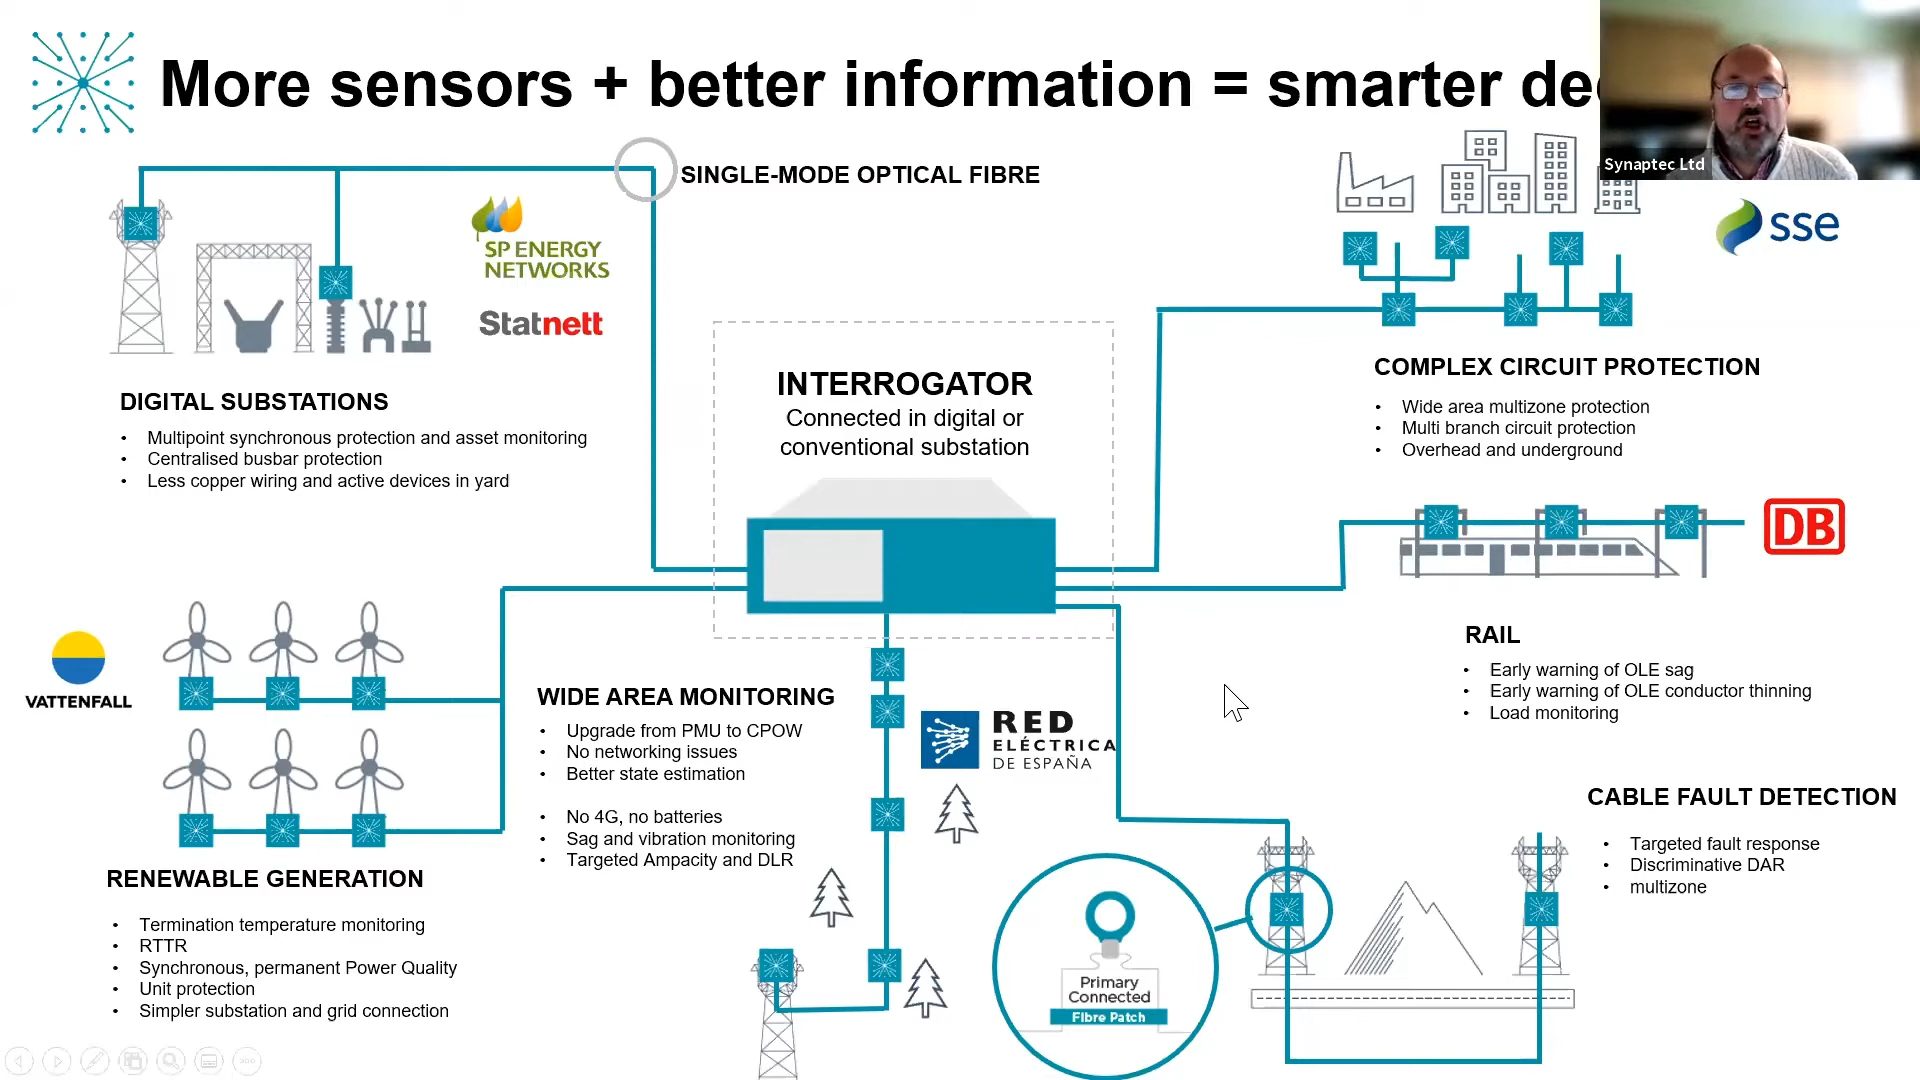 More sensors + better information = smarter
Synaptec Ltd
SINGLE-MODE OPTICAL FIBRE
SP ENERGY
NETWORKS
Statnett
sse
DIGITAL SUBSTATIONS
• Multipoint synchronous protection and asset monitoring
• Centralised busbar protection
• Less copper wiring and active devices in yard
INTERROGATOR
Connected in digital or
conventional substation
COMPLEX CIRCUIT PROTECTION
• Wide area multizone protection
• Multi branch circuit protection
• Overhead and underground
DB
RAIL
• Early warning of OLE sag
• Early warning of OLE conductor thinning
• Load monitoring
VATTENFALL
WIDE AREA MONITORING
• Upgrade from PMU to CPOW
• No networking issues
• Better state estimation
• No 4G, no batteries
• Sag and vibration monitoring
• Targeted Ampacity and DLR
RED
ELÉCTRICA
DE ESPAÑA
CABLE FAULT DETECTION
• Targeted fault response
• Discriminative DAR
• multizone
RENEWABLE GENERATION
• Termination temperature monitoring
• RTTR
• Synchronous, permanent Power Quality
• Unit protection
• Simpler substation and grid connection
Primary
Connected
Fibre Patch